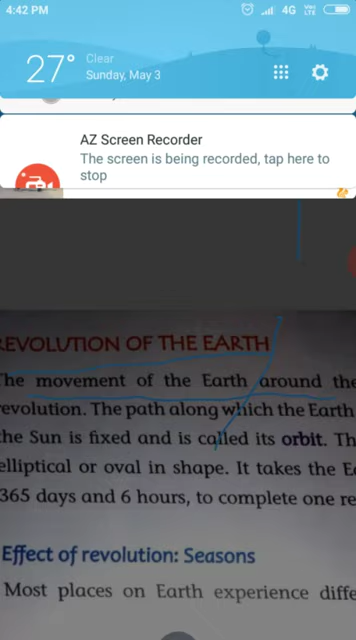 4:42 PM
4G VoLTE
27° Clear
Sunday, May 3
AZ Screen Recorder
The screen is being recorded, tap here to
stop
REVOLUTION OF THE EARTH
The movement of the Earth around the
revolution. The path along which the Earth
the Sun is fixed and is called its orbit. Th
elliptical or oval in shape. It takes the Ea
365 days and 6 hours, to complete one re
Effect of revolution: Seasons
Most places on Earth experience diffe